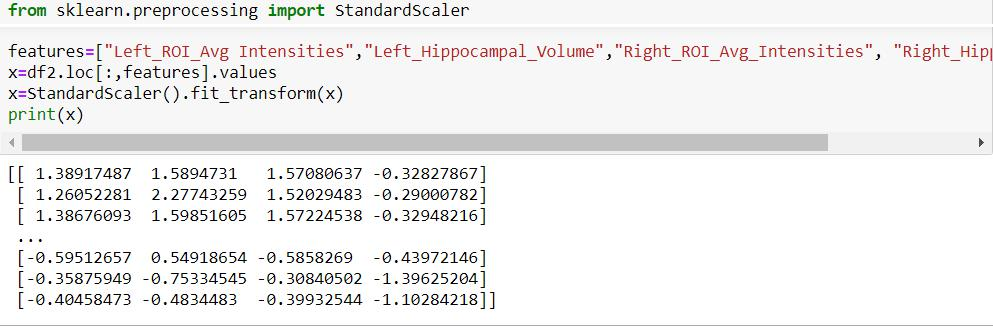 from sklearn.preprocessing import StandardScaler
features=["Left_ROI_Avg Intensities","Left_Hippocampal_Volume","Right_ROI_Avg_Intensities", "Right_Hipp
x=df2.loc[:,features].values
x=StandardScaler().fit_transform(x)
print(x)
[[ 1.38917487  1.5894731   1.57080637 -0.32827867]
 [ 1.26052281  2.27743259  1.52029483 -0.29000782]
 [ 1.38676093  1.59851605  1.57224538 -0.32948216]
 ...
 [-0.59512657  0.54918654 -0.5858269  -0.43972146]
 [-0.35875949 -0.75334545 -0.30840502 -1.39625204]
 [-0.40458473 -0.4834483  -0.39932544 -1.10284218]]